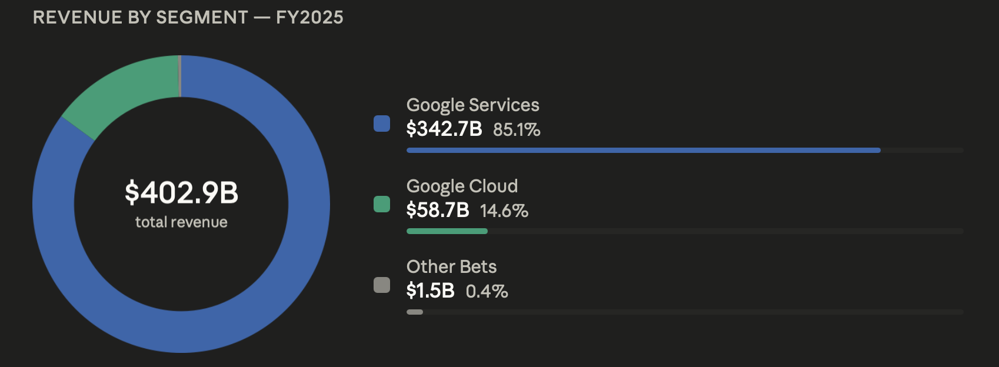 REVENUE BY SEGMENT — FY2025
$402.9B
total revenue
Google Services
$342.7B 85.1%
Google Cloud
$58.7B 14.6%
Other Bets
$1.5B 0.4%